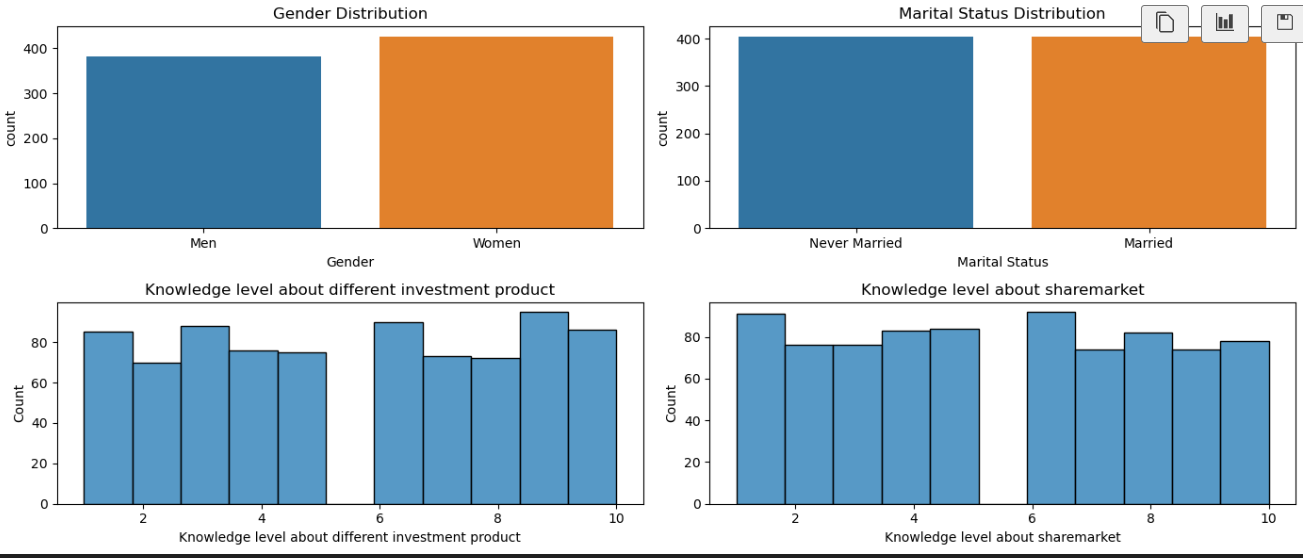 Gender Distribution
400
300
200
100
0
count
Men Women
Gender
Marital Status Distribution
400
300
200
100
0
count
Never Married Married
Marital Status
Knowledge level about different investment product
80
60
40
20
0
Count
2 4 6 8 10
Knowledge level about different investment product
Knowledge level about sharemarket
80
60
40
20
0
Count
2 4 6 8 10
Knowledge level about sharemarket